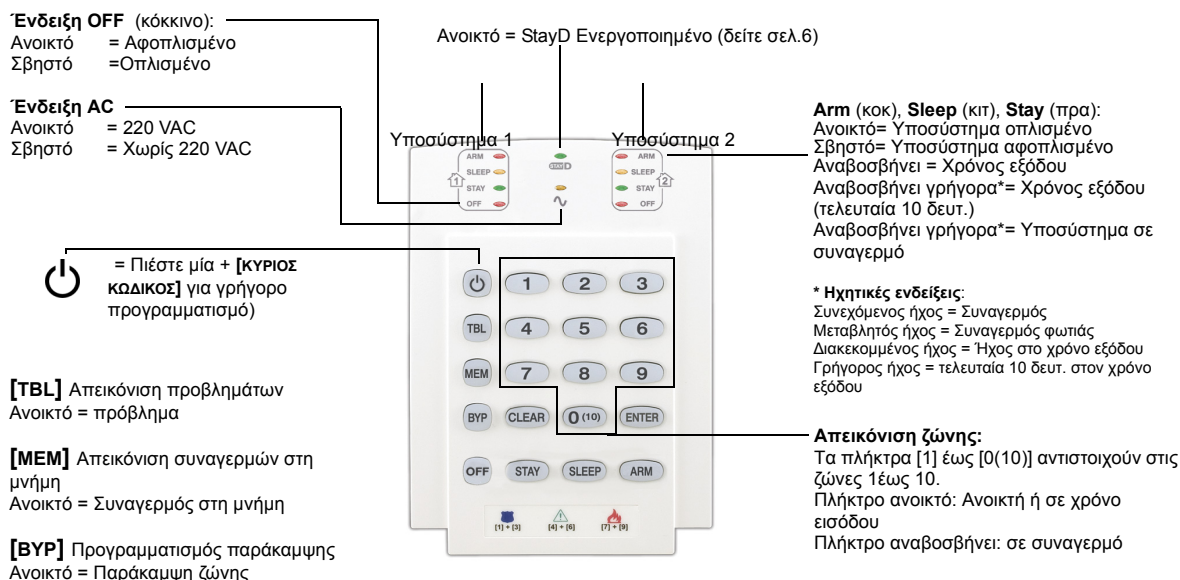 Ένδειξη OFF (κόκκινο):
Ανοικτό = Αφοπλισμένο
Σβηστό =Οπλισμένο
Ένδειξη AC
Ανοικτό = 220 VAC
Σβηστό = Χωρίς 220 VAC
= Πιέστε μία + [ΚΥΡΙΟΣ
ΚΩΔΙΚΟΣ] για γρήγορο
προγραμματισμό)
[TBL] Απεικόνιση προβλημάτων
Ανοικτό = πρόβλημα
[MEM] Απεικόνιση συναγερμών στη
μνήμη
Ανοικτό = Συναγερμός στη μνήμη
[BYP] Προγραμματισμός παράκαμψης
Ανοικτό = Παράκαμψη ζώνης
Ανοικτό = StayD Ενεργοποιημένο (δείτε σελ.6)
Υποσύστημα 1
Υποσύστημα 2
ARM
SLEEP
1
STAY
OFF
STAY D
ARM
SLEEP
STAY
2
OFF
1 2 3
TBL 4 5 6
MEM 7 8 9
BYP CLEAR 0 (10) ENTER
OFF STAY SLEEP ARM
[1] + [3] [4] + [6] [7] + [9]
Arm (κοκ), Sleep (κιτ), Stay (πρα):
Ανοικτό= Υποσύστημα οπλισμένο
Σβηστό= Υποσύστημα αφοπλισμένο
Αναβοσβήνει = Χρόνος εξόδου
Αναβοσβήνει γρήγορα*= Χρόνος εξόδου
(τελευταία 10 δευτ.)
Αναβοσβήνει γρήγορα*= Υποσύστημα σε
συναγερμό
* Ηχητικές ενδείξεις:
Συνεχόμενος ήχος = Συναγερμός
Μεταβλητός ήχος = Συναγερμός φωτιάς
Διακεκομμένος ήχος = Ήχος στο χρόνο εξόδου
Γρήγορος ήχος = τελευταία 10 δευτ. στον χρόνο
εξόδου
Απεικόνιση ζώνης:
Τα πλήκτρα [1] έως [0(10)] αντιστοιχούν στις
ζώνες 1έως 10.
Πλήκτρο ανοικτό: Ανοικτή ή σε χρόνο
εισόδου
Πλήκτρο αναβοσβήνει: σε συναγερμό